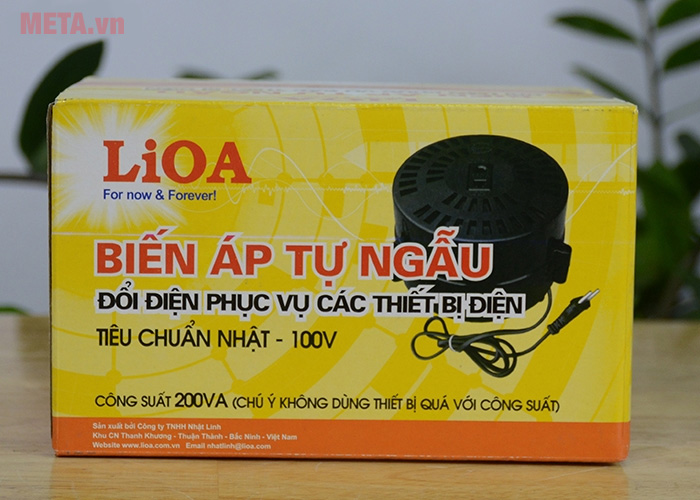 META.vn
LiOA
For now & Forever!
BIẾN ÁP TỰ NGẪU
ĐỔI ĐIỆN PHỤC VỤ CÁC THIẾT BỊ ĐIỆN
TIÊU CHUẨN NHẬT - 100V
CÔNG SUẤT 200VA (CHÚ Ý KHÔNG DÙNG THIẾT BỊ QUÁ VỚI CÔNG SUẤT)
Sản xuất bởi Công ty TNHH Nhật Linh
Khu CN Thanh Khương - Thuận Thành - Bắc Ninh - Việt Nam
Website www.lioa.com.vn Email nhatlinh@lioa.com